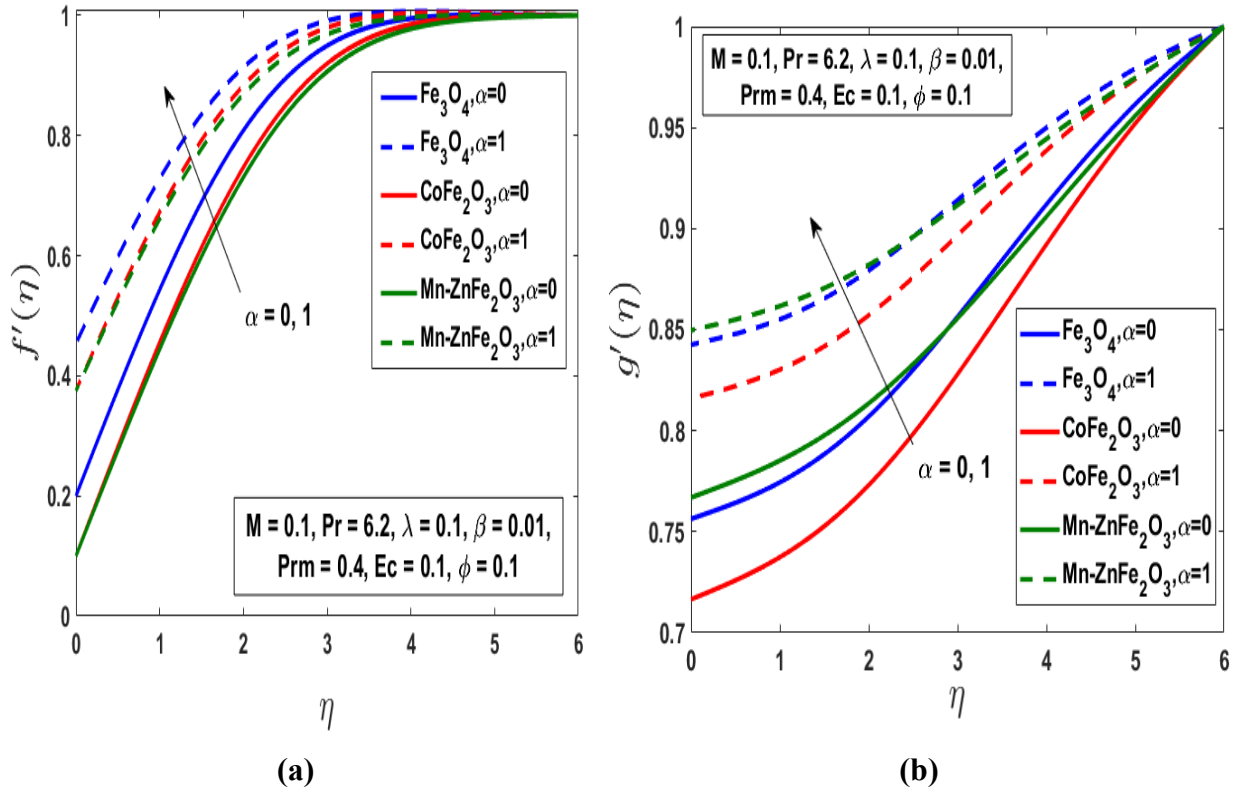 1
0.8
0.6
0.4
0.2
0
f′(η)
Fe3O4,α=0
Fe3O4,α=1
CoFe2O3,α=0
CoFe2O3,α=1
Mn-ZnFe2O3,α=0
Mn-ZnFe2O3,α=1
α = 0, 1
M = 0.1, Pr = 6.2, λ = 0.1, β = 0.01,
Prm = 0.4, Ec = 0.1, ϕ = 0.1
0 1 2 3 4 5 6
η
(a)
1
0.95
0.9
0.85
0.8
0.75
0.7
g′(η)
M = 0.1, Pr = 6.2, λ = 0.1, β = 0.01,
Prm = 0.4, Ec = 0.1, ϕ = 0.1
α = 0, 1
Fe3O4,α=0
Fe3O4,α=1
CoFe2O3,α=0
CoFe2O3,α=1
Mn-ZnFe2O3,α=0
Mn-ZnFe2O3,α=1
0 1 2 3 4 5 6
η
(b)